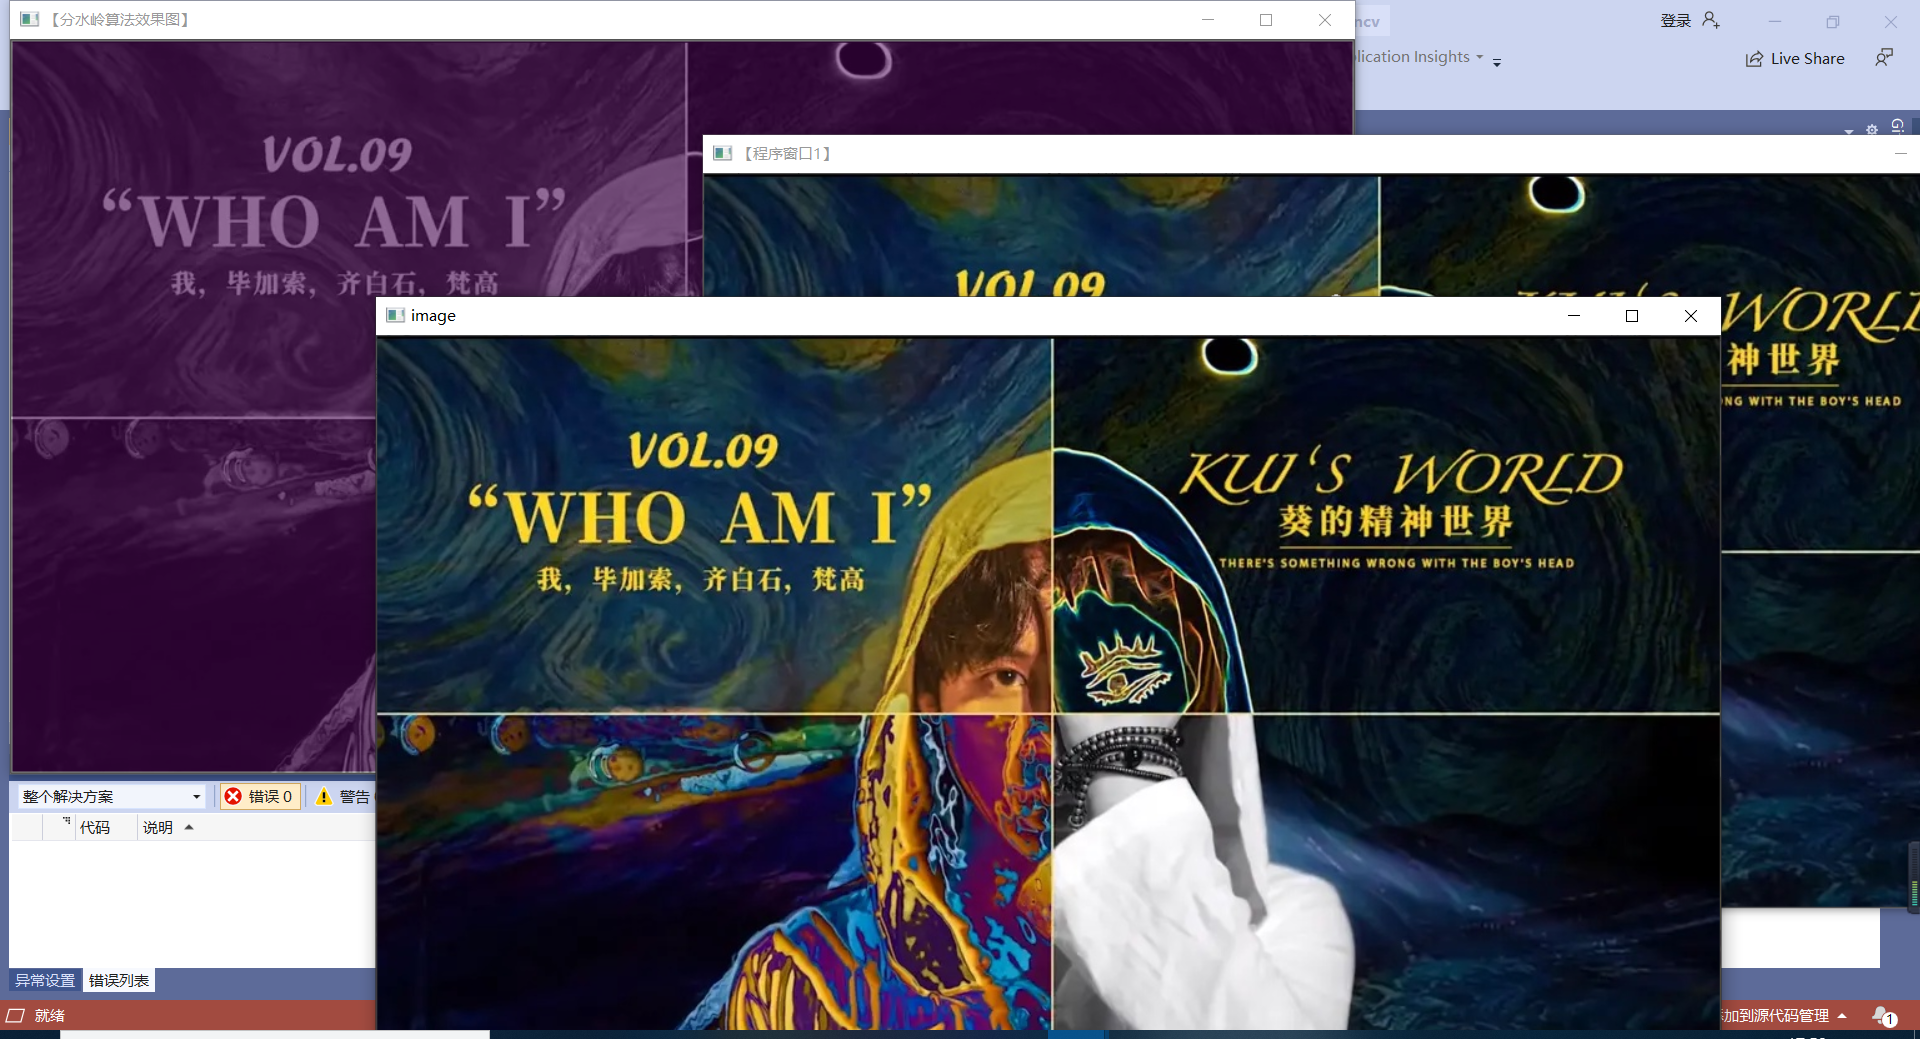 【分水岭算法效果图】
ncv
登录
lication Insights
Live Share
Gi
VOL.09
“WHO AM I”
我，毕加索，齐白石，梵高
【程序窗口1】
VOL.09
KUI‘S WORLD
神世界
NG WITH THE BOY'S HEAD
image
VOL.09
“WHO AM I”
我，毕加索，齐白石，梵高
KUI‘S WORLD
葵的精神世界
THERE'S SOMETHING WRONG WITH THE BOY'S HEAD
整个解决方案
错误 0
警告
代码
说明
异常设置
错误列表
就绪
加到源代码管理
1